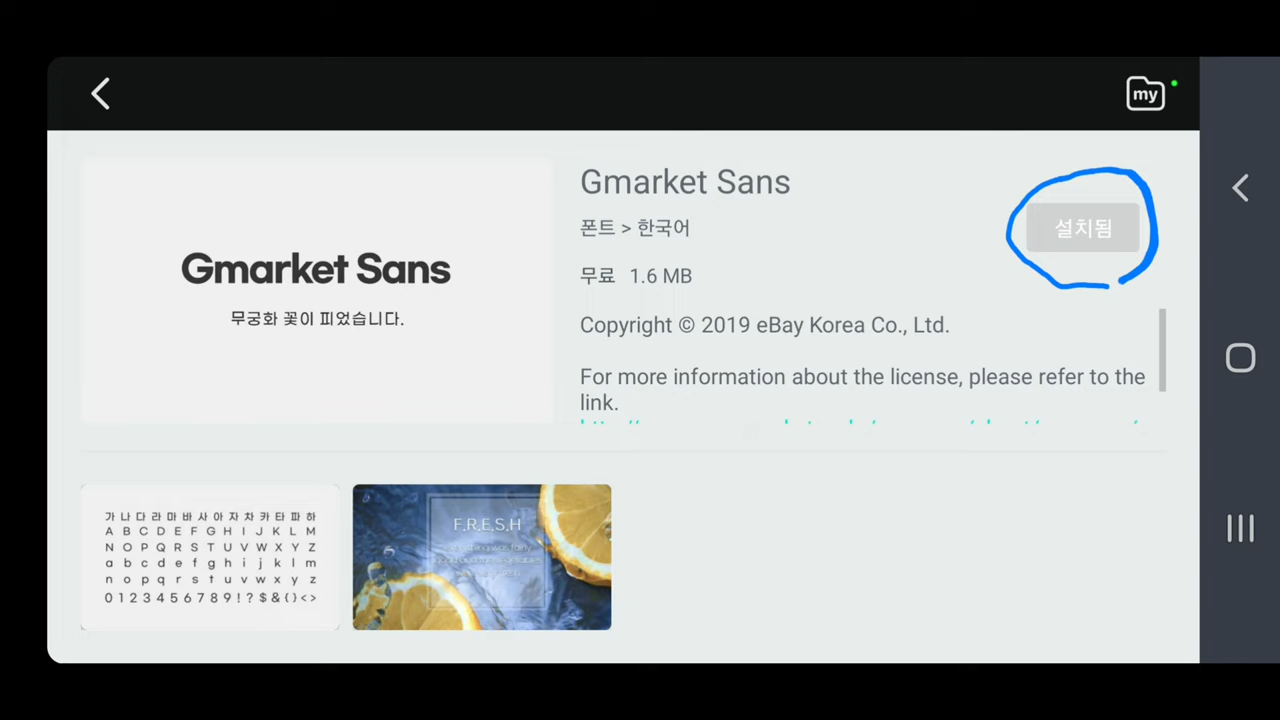 my
Gmarket Sans
설치됨
폰트 > 한국어
무료 1.6 MB
Copyright © 2019 eBay Korea Co., Ltd.
For more information about the license, please refer to the
link.
Gmarket Sans
무궁화 꽃이 피었습니다.
가 나 다 라 마 바 사 아 자 차 카 타 파 하
A B C D E F G H I J K L M
N O P Q R S T U V W X Y Z
a b c d e f g h i j k l m
n o p q r s t u v w x y z
0 1 2 3 4 5 6 7 8 9 ! ? $ & ( ) < >
F.R.E.S.H